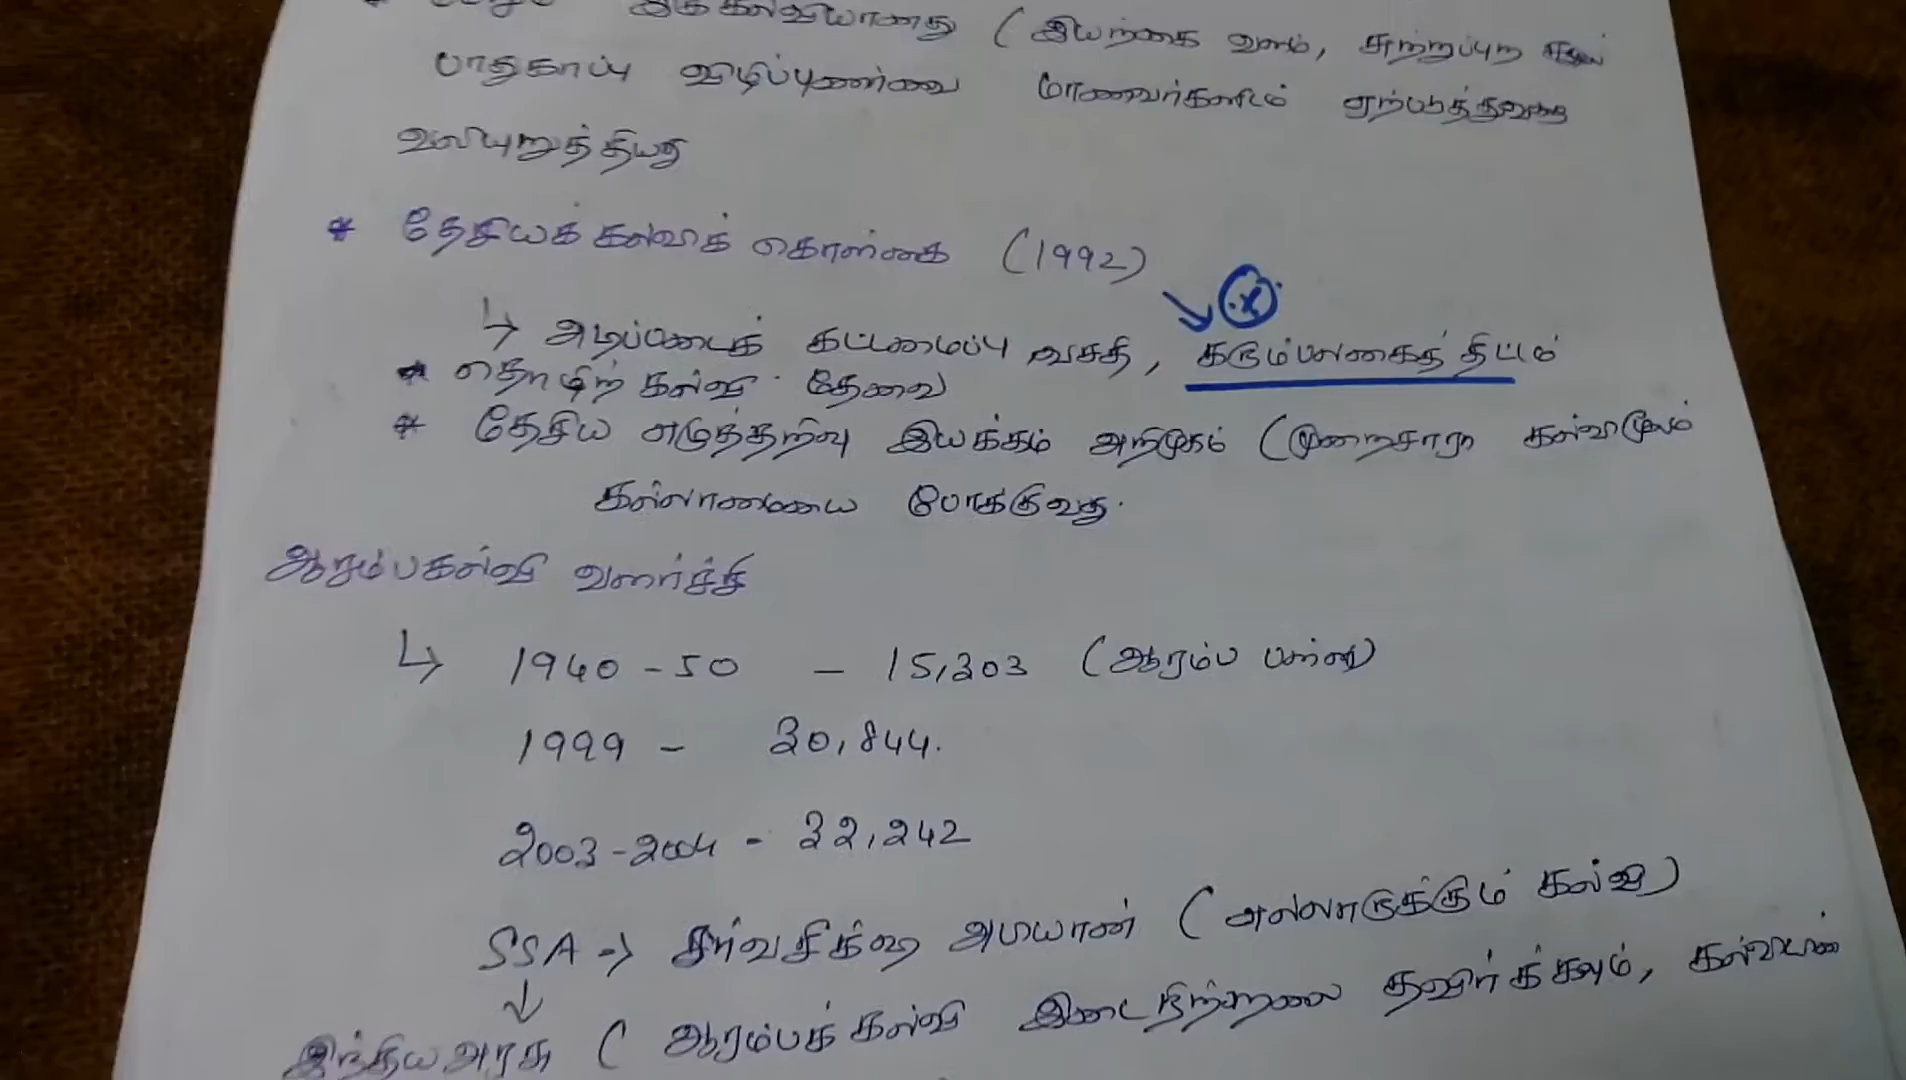 கல்வியானது ( இயற்கை வளம், சுற்றுப்புற
பாதுகாப்பு விழிப்புணர்வை மாணவர்களிடம் ஏற்படுத்துவதை
வலியுறுத்தியது
* தேசியக் கல்விக் கொள்கை (1992)
↳ அடிப்படைக் கட்டமைப்பு வசதி, கரும்பலகைத் திட்டம்
* தொழிற் கல்வி தேவை
* தேசிய எழுத்தறிவு இயக்கம் அறிமுகம் (முறைசாரா கல்விமூலம்
கல்லாமையை போக்குவது.
ஆரம்பகல்வி வளர்ச்சி
↳ 1940-50 - 15,303 (ஆரம்ப பள்ளி)
1999 - 30,844.
2003-2004 - 32,242
SSA => சர்வசிக்ஷ அபியான் (அல்லாருக்கும் கல்வி)
↓
இந்தியஅரசு ( ஆரம்பக் கல்வி இடைநிற்றலை தவிர்க்கவும்,